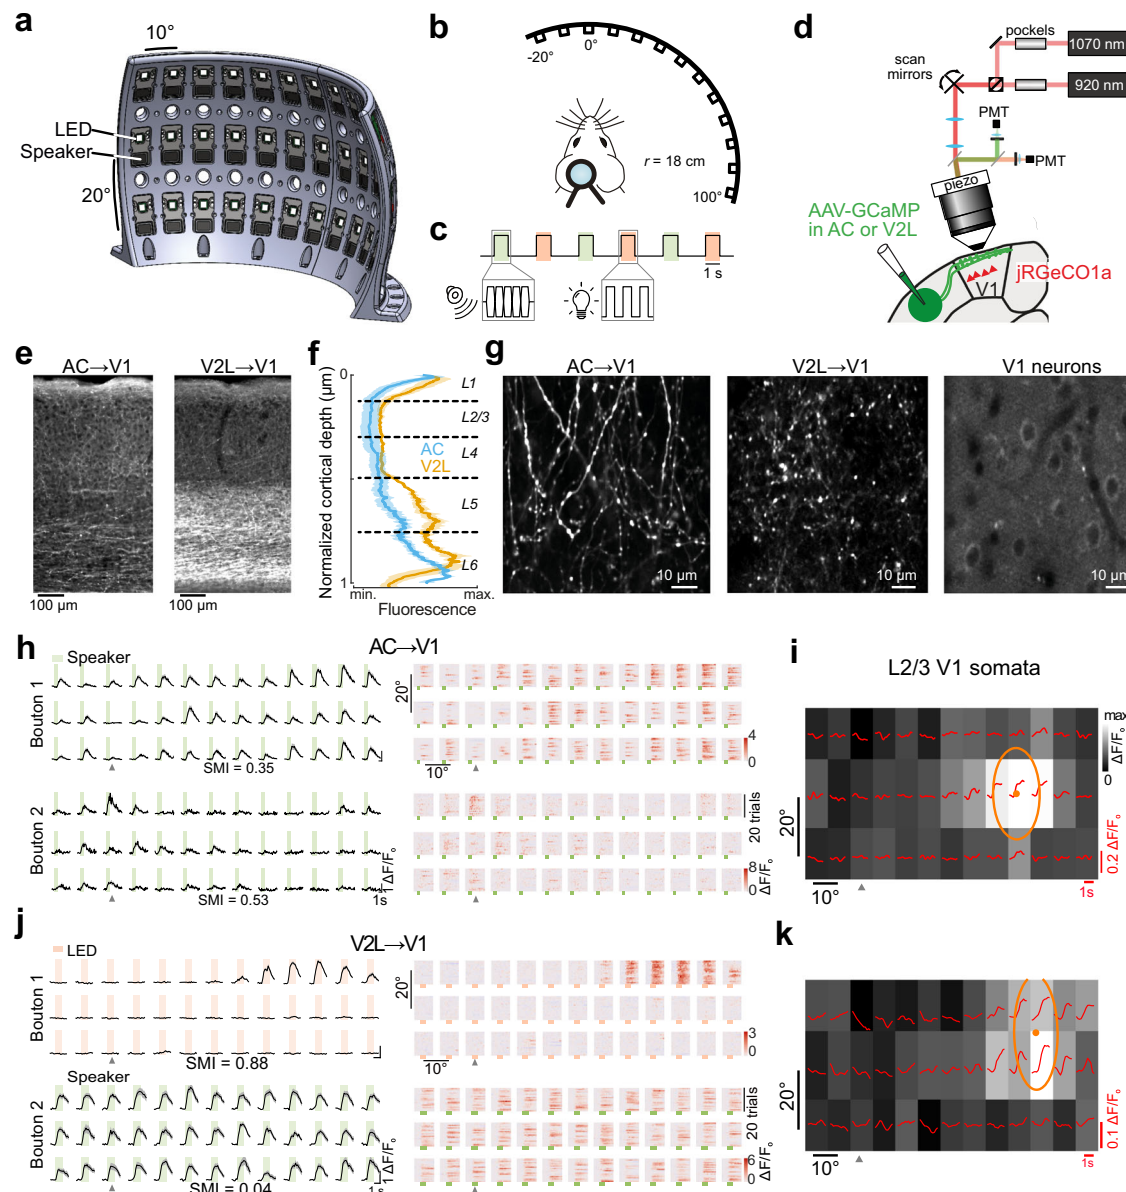 a
10°
LED
Speaker
20°
b
-20°
0°
r = 18 cm
100°
c
1 s
d
pockels
1070 nm
scan
mirrors
920 nm
PMT
PMT
piezo
AAV-GCaMP
in AC or V2L
jRGeCO1a
V1
e
AC→V1
V2L→V1
100 µm
100 µm
f
Normalized cortical depth (µm)
0
1
L1
L2/3
L4
L5
L6
AC
V2L
min.
max.
Fluorescence
g
AC→V1
V2L→V1
V1 neurons
10 µm
10 µm
10 µm
h
AC→V1
Speaker
Bouton 1
SMI = 0.35
20°
10°
4
0
Bouton 2
SMI = 0.53
1 ΔF/F₀
1s
20 trials
8
0
ΔF/F₀
i
L2/3 V1 somata
max
0
ΔF/F₀
20°
10°
0.2 ΔF/F₀
1s
j
V2L→V1
LED
Bouton 1
SMI = 0.88
20°
10°
3
0
Speaker
Bouton 2
SMI = 0.04
1 ΔF/F₀
1s
20 trials
6
0
ΔF/F₀
k
20°
10°
0.1 ΔF/F₀
1s